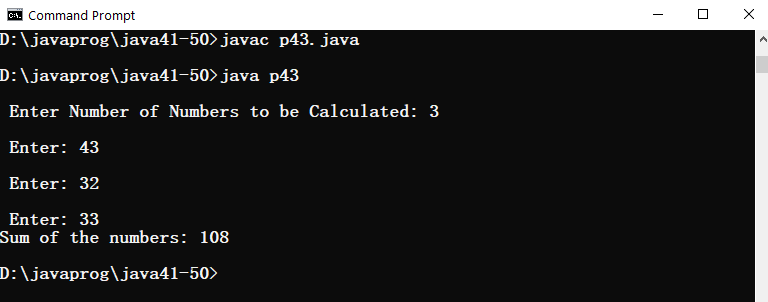 Command Prompt
D:\javaprog\java41-50>javac p43.java
D:\javaprog\java41-50>java p43
Enter Number of Numbers to be Calculated: 3
Enter: 43
Enter: 32
Enter: 33
Sum of the numbers: 108
D:\javaprog\java41-50>